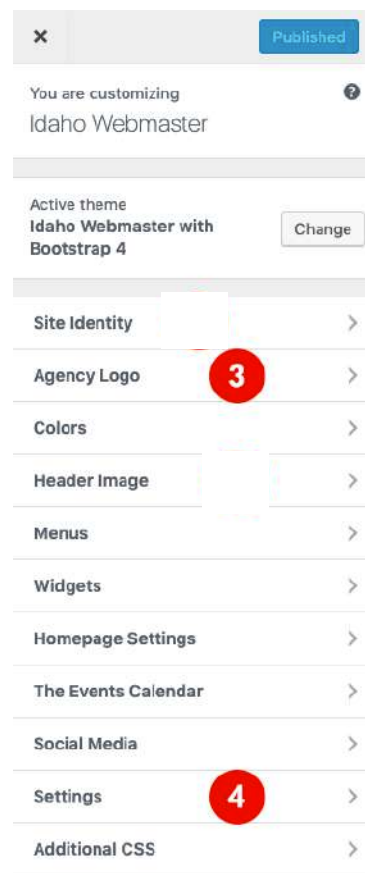 × Published
You are customizing ?
Idaho Webmaster
Active theme
Idaho Webmaster with
Bootstrap 4
Change
Site Identity
Agency Logo 3
Colors
Header Image
Menus
Widgets
Homepage Settings
The Events Calendar
Social Media
Settings 4
Additional CSS